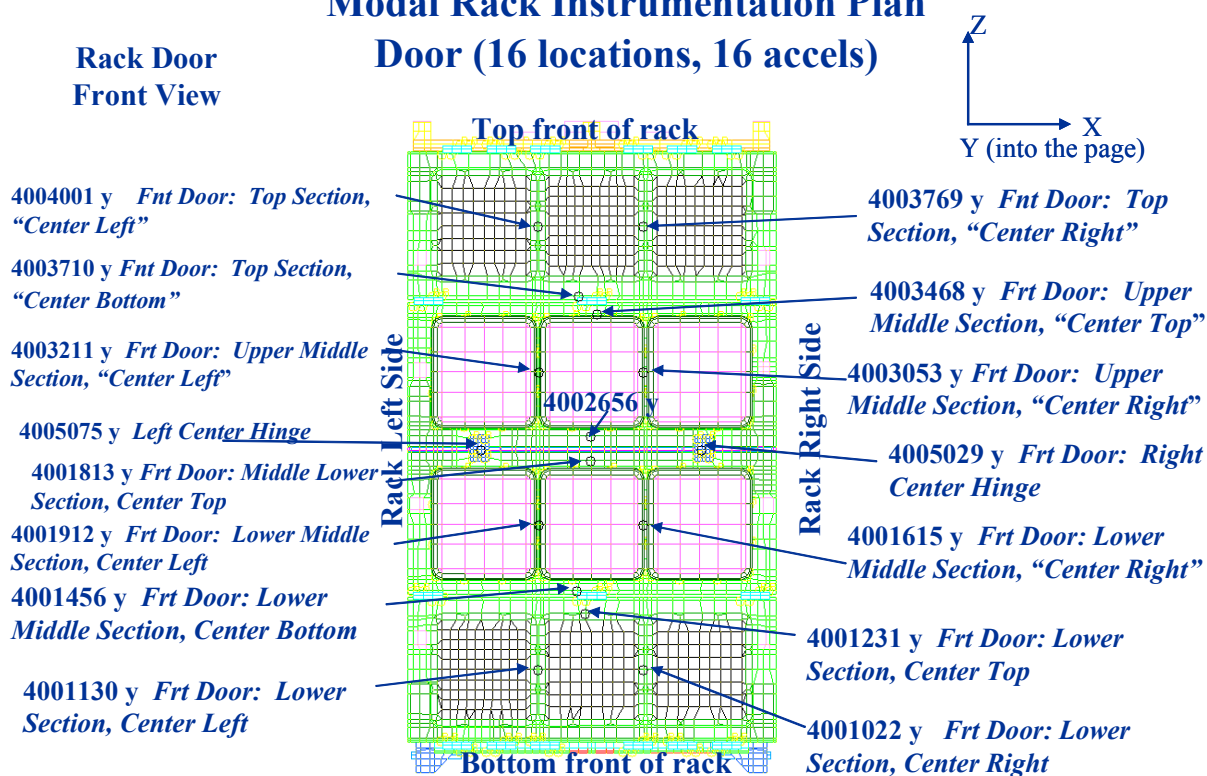 Modal Rack Instrumentation Plan
Door (16 locations, 16 accels)
Rack Door
Front View
Z
X
Y (into the page)
Top front of rack
4004001 y Fnt Door: Top Section,
“Center Left”
4003710 y Fnt Door: Top Section,
“Center Bottom”
4003211 y Frt Door: Upper Middle
Section, “Center Left”
4005075 y Left Center Hinge
4001813 y Frt Door: Middle Lower
Section, Center Top
4001912 y Frt Door: Lower Middle
Section, Center Left
4001456 y Frt Door: Lower
Middle Section, Center Bottom
4001130 y Frt Door: Lower
Section, Center Left
Rack Left Side
4002656 y
Rack Right Side
4003769 y Fnt Door: Top
Section, “Center Right”
4003468 y Frt Door: Upper
Middle Section, “Center Top”
4003053 y Frt Door: Upper
Middle Section, “Center Right”
4005029 y Frt Door: Right
Center Hinge
4001615 y Frt Door: Lower
Middle Section, “Center Right”
4001231 y Frt Door: Lower
Section, Center Top
4001022 y Frt Door: Lower
Section, Center Right
Bottom front of rack